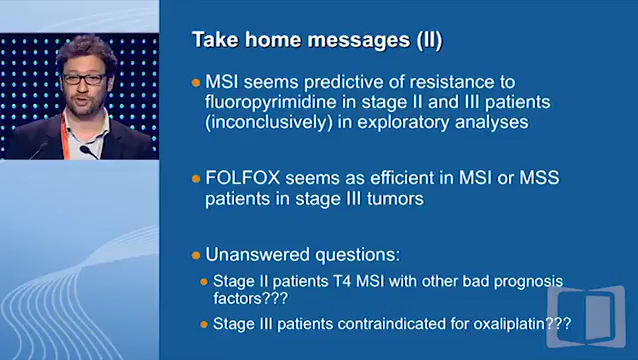 Take home messages (II)
MSI seems predictive of resistance to
fluoropyrimidine in stage II and III patients
(inconclusively) in exploratory analyses
FOLFOX seems as efficient in MSI or MSS
patients in stage III tumors
Unanswered questions:
Stage II patients T4 MSI with other bad prognosis
factors???
Stage III patients contraindicated for oxaliplatin???